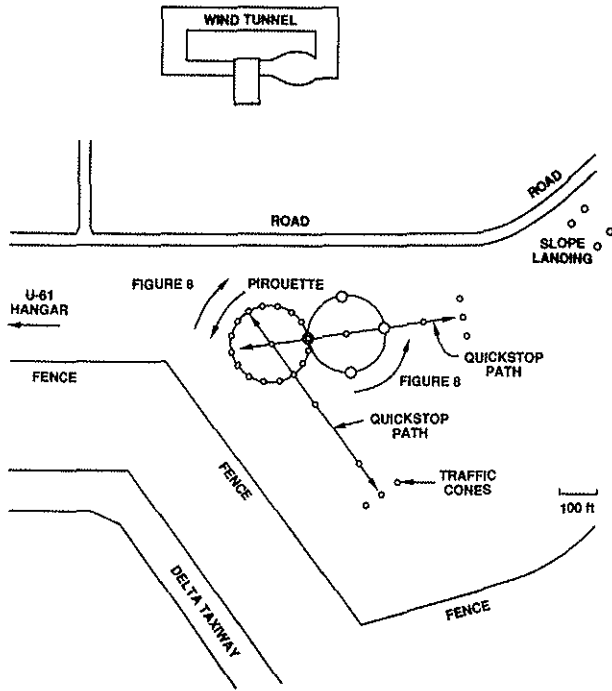 WIND TUNNEL
ROAD
ROAD
SLOPE
LANDING
U-61
HANGAR
FIGURE 8
PIROUETTE
QUICKSTOP
PATH
FIGURE 8
FENCE
QUICKSTOP
PATH
FENCE
TRAFFIC
CONES
100 ft
DELTA TAXIWAY
FENCE